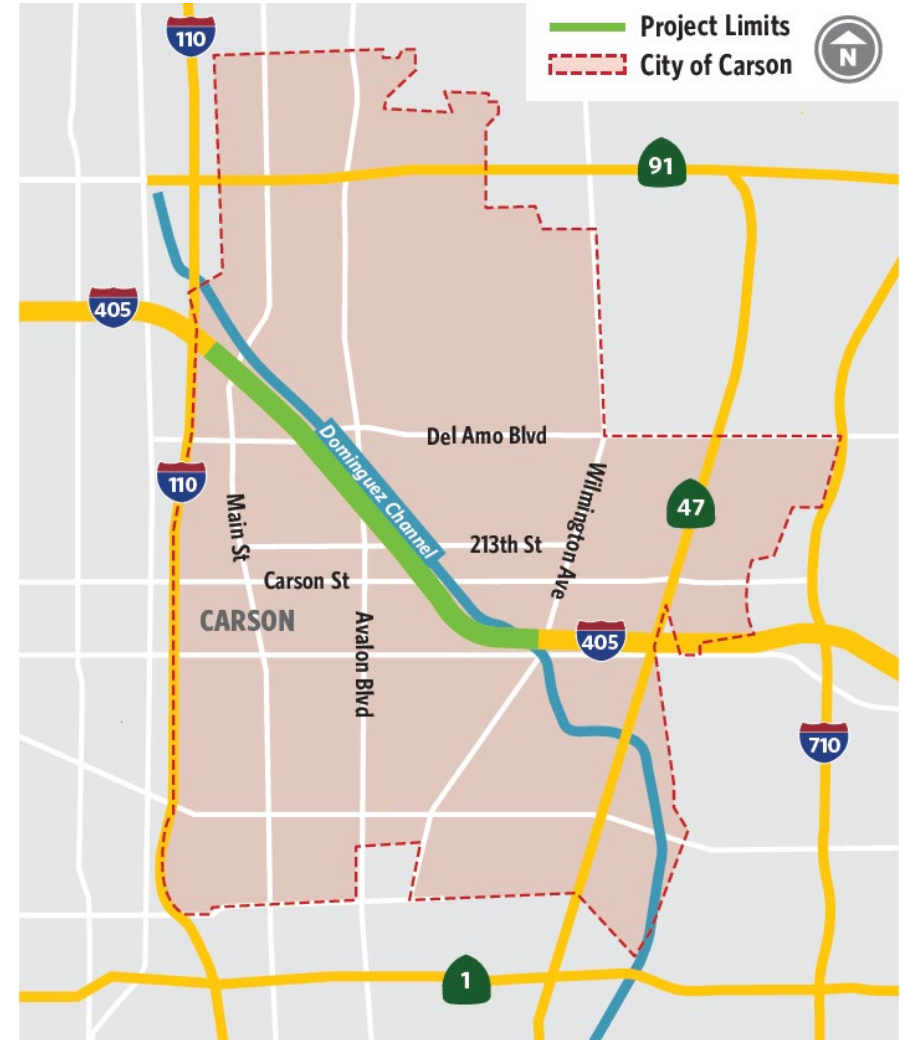 110
Project Limits
City of Carson
N
91
405
Del Amo Blvd
Dominguez Channel
110
Main St
Wilmington Ave
47
213th St
Carson St
CARSON
Avalon Blvd
405
710
1